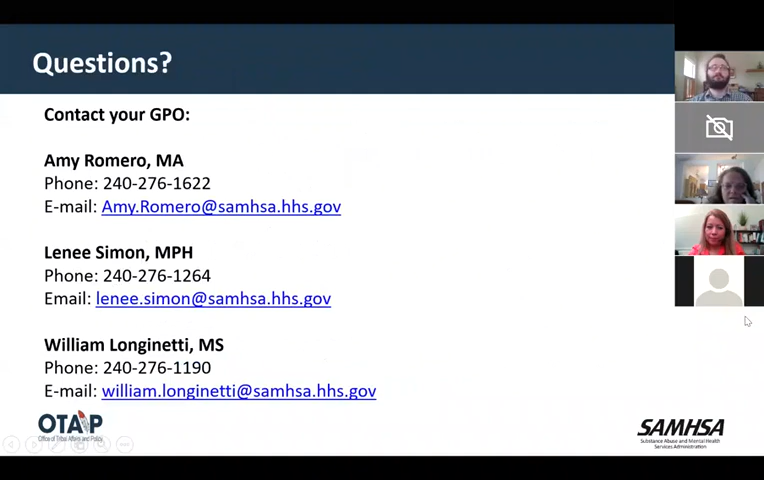 Questions?
Contact your GPO:
Amy Romero, MA
Phone: 240-276-1622
E-mail: Amy.Romero@samhsa.hhs.gov
Lenee Simon, MPH
Phone: 240-276-1264
Email: lenee.simon@samhsa.hhs.gov
William Longinetti, MS
Phone: 240-276-1190
E-mail: william.longinetti@samhsa.hhs.gov
OTAP
Office of Tribal Affairs and Policy
SAMHSA
Substance Abuse and Mental Health
Services Administration